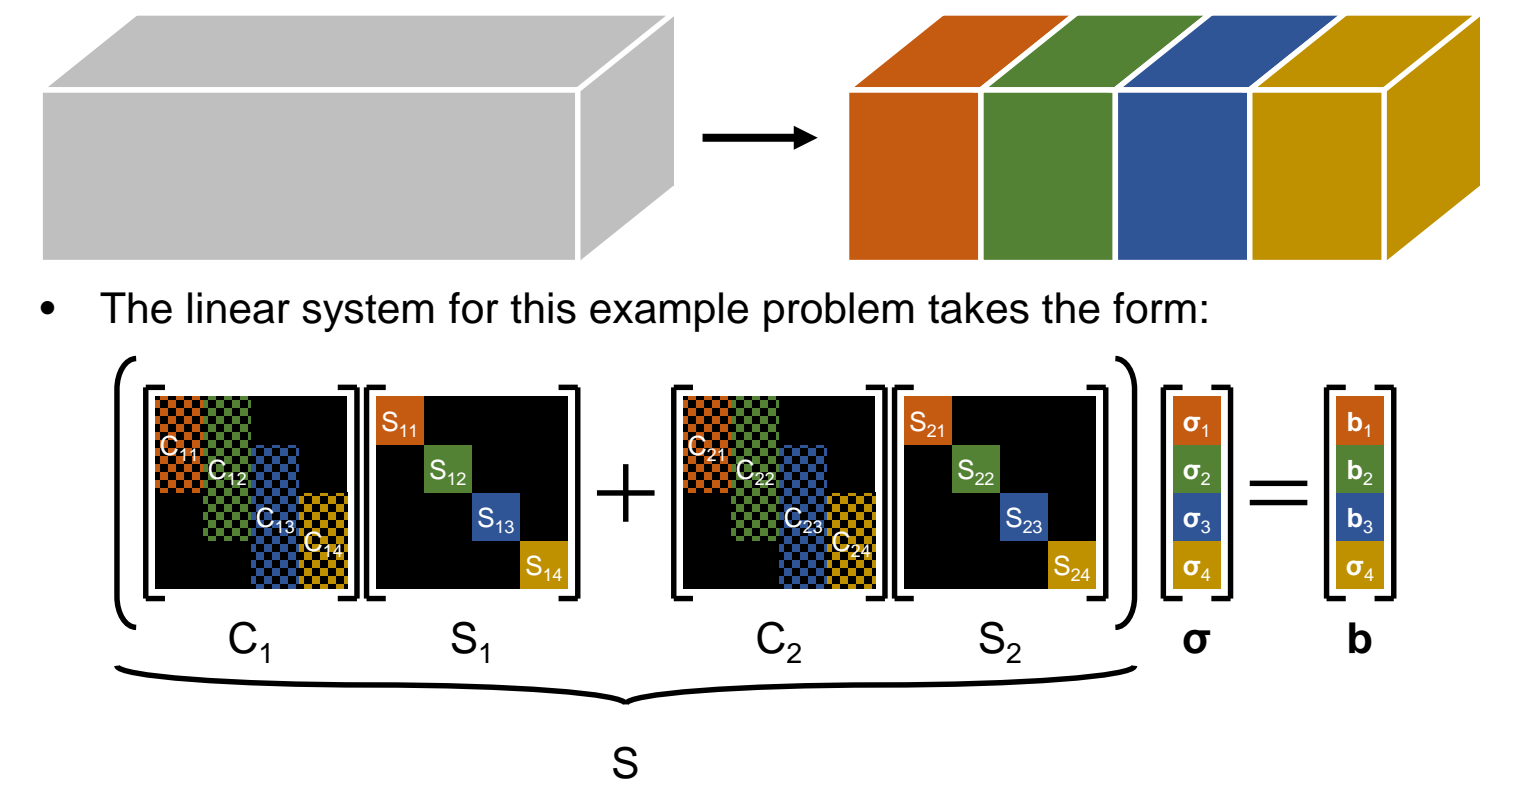 • The linear system for this example problem takes the form:
C₁₁ C₁₂ C₁₃ C₁₄ S₁₁ S₁₂ S₁₃ S₁₄ + C₂₁ C₂₂ C₂₃ C₂₄ S₂₁ S₂₂ S₂₃ S₂₄ σ₁ σ₂ σ₃ σ₄ = b₁ b₂ b₃ σ₄
C₁ S₁ C₂ S₂ σ b
S